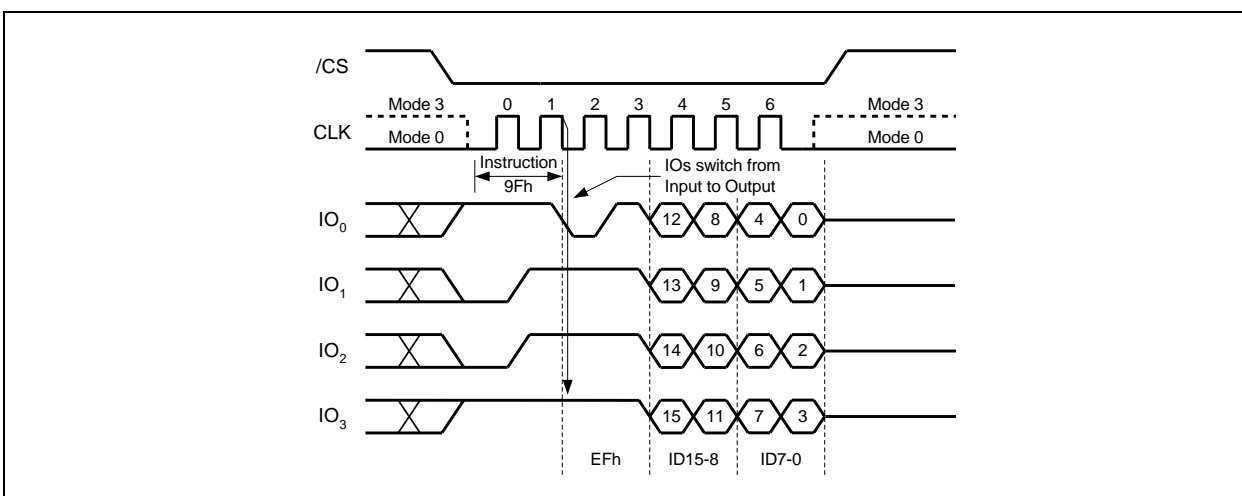 /CS
Mode 3 0 1 2 3 4 5 6 Mode 3
CLK Mode 0 Mode 0
Instruction IOs switch from
9Fh Input to Output
IO0 12 8 4 0
IO1 13 9 5 1
IO2 14 10 6 2
IO3 15 11 7 3
EFh ID15-8 ID7-0